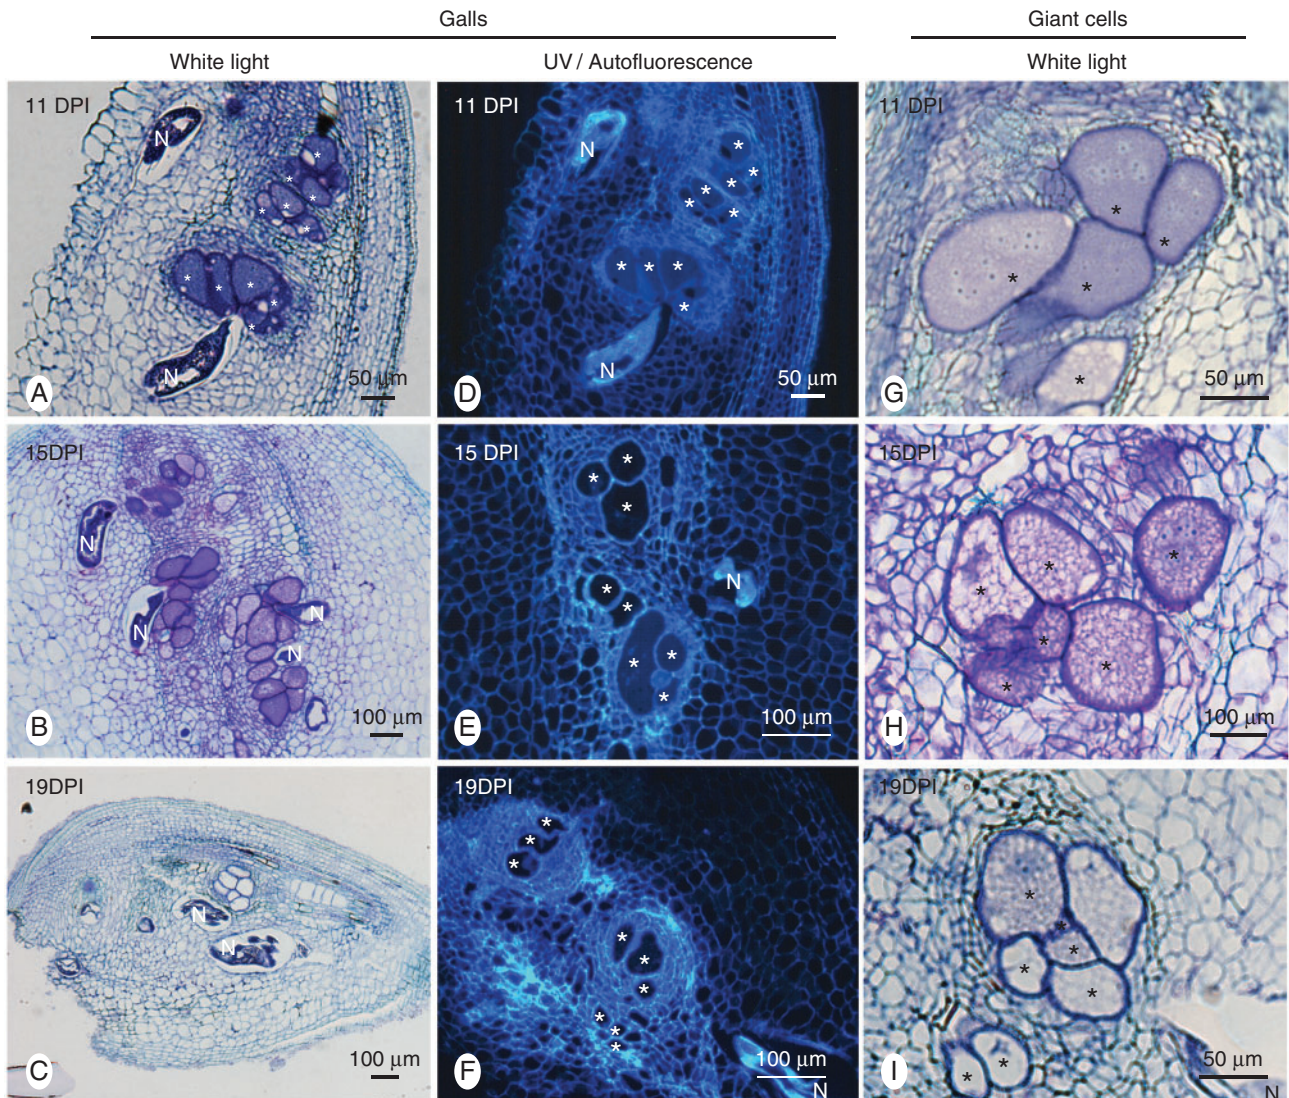 Galls
Giant cells
White light
UV / Autofluorescence
White light
11 DPI
N
*
*
*
*
*
*
*
*
*
*
*
N
50 µm
A
11 DPI
N
*
*
*
*
*
*
*
*
*
*
N
50 µm
D
11 DPI
*
*
*
*
*
50 µm
G
15DPI
N
N
N
N
100 µm
B
15 DPI
*
*
*
*
*
N
*
*
*
100 µm
E
15DPI
*
*
*
*
*
*
100 µm
H
19DPI
N
N
100 µm
C
19DPI
*
*
*
*
*
*
*
*
*
100 µm
N
F
19DPI
*
*
*
*
*
*
*
50 µm
N
I